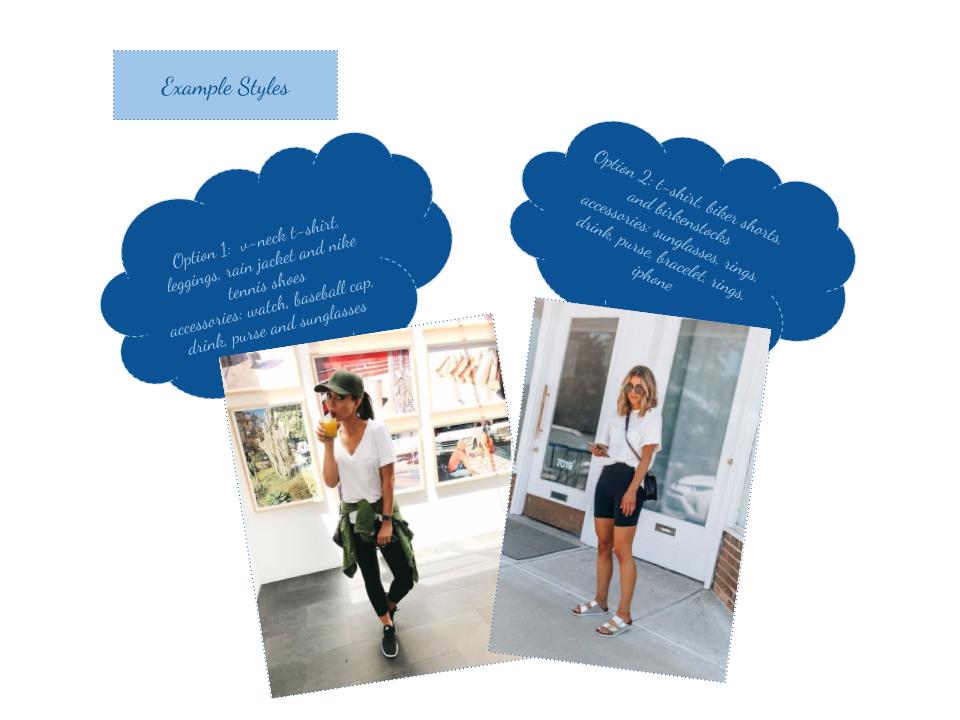 Example Styles
Option 1: v-neck t-shirt,
leggings, rain jacket and nike
tennis shoes
accessories: watch, baseball cap,
drink, purse and sunglasses
Option 2: t-shirt, biker shorts,
and birkenstocks
accessories: sunglasses, rings,
drink, purse, bracelet, rings,
iphone
7019